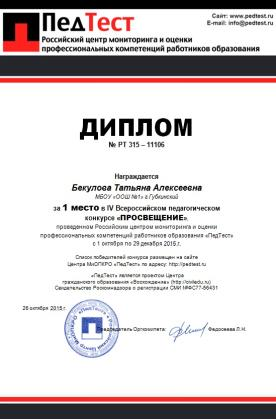 ПедТест
Сайт: www.pedtest.ru
E-mail: info@pedtest.ru
Российский центр мониторинга и оценки
профессиональных компетенций работников образования
ДИПЛОМ
№ РТ 315 – 11106
Награждается
Бекулова Татьяна Алексеевна
МБОУ «ООШ №1» г.Губкинский
за 1 место в IV Всероссийском педагогическом
конкурсе «ПРОСВЕЩЕНИЕ»,
проведенном Российским центром мониторинга и оценки
профессиональных компетенций работников образования «ПедТест»
с 1 октября по 29 декабря 2015 г.
Список победителей конкурса размещен на сайте
Центра МиОПКРО «ПедТест» по адресу: http://pedtest.ru
«ПедТест» является проектом Центра
гражданского образования «Восхождение» (http://civiledu.ru)
Свидетельство Роскомнадзора о регистрации СМИ №ФС77-56431
26 октября 2015 г.
Председатель Оргкомитета: Федосеева Л.Н.